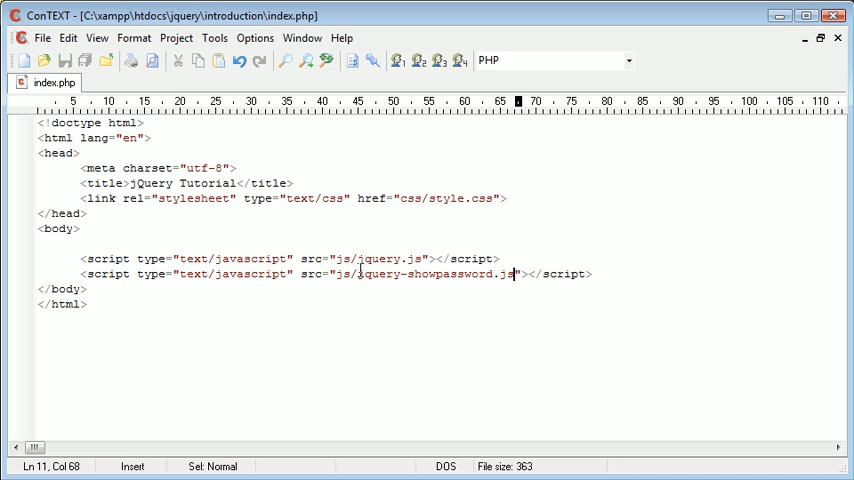 ConTEXT - [C:\xampp\htdocs\jquery\introduction\index.php]
File Edit View Format Project Tools Options Window Help
1 2 3 4 PHP
index.php
5 10 15 20 25 30 35 40 45 50 55 60 65 70 75 80 85 90 95 100 105 110
<!doctype html>
<html lang="en">
<head>
<meta charset="utf-8">
<title>jQuery Tutorial</title>
<link rel="stylesheet" type="text/css" href="css/style.css">
</head>
<body>
<script type="text/javascript" src="js/jquery.js"></script>
<script type="text/javascript" src="js/jquery-showpassword.js"></script>
</body>
</html>
Ln 11, Col 68 Insert Sel: Normal DOS File size: 363